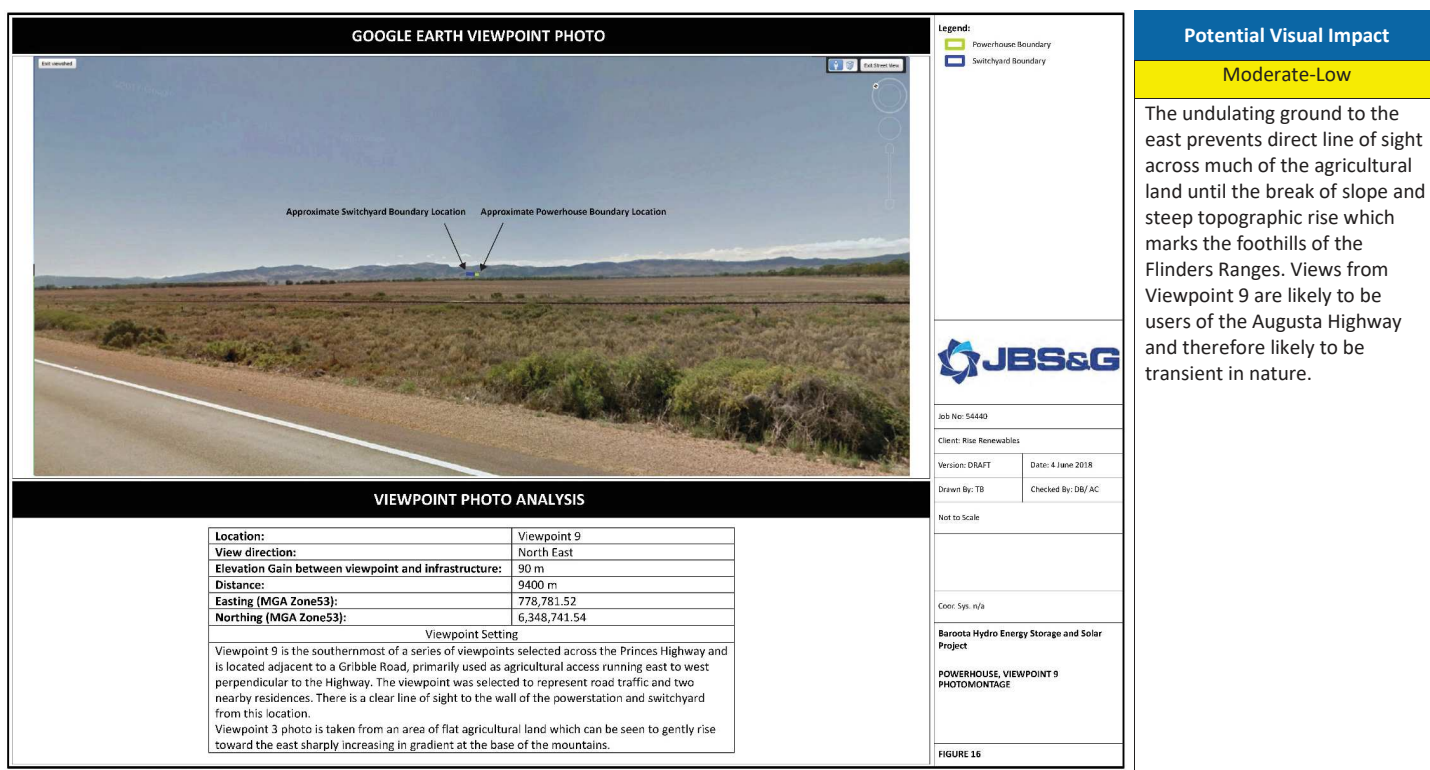 GOOGLE EARTH VIEWPOINT PHOTO
Exit viewshed
Exit Street View
Approximate Switchyard Boundary Location
Approximate Powerhouse Boundary Location
VIEWPOINT PHOTO ANALYSIS
Location: Viewpoint 9
View direction: North East
Elevation Gain between viewpoint and infrastructure: 90 m
Distance: 9400 m
Easting (MGA Zone53): 778,781.52
Northing (MGA Zone53): 6,348,741.54
Viewpoint Setting
Viewpoint 9 is the southernmost of a series of viewpoints selected across the Princes Highway and
is located adjacent to a Gribble Road, primarily used as agricultural access running east to west
perpendicular to the Highway. The viewpoint was selected to represent road traffic and two
nearby residences. There is a clear line of sight to the wall of the powerstation and switchyard
from this location.
Viewpoint 3 photo is taken from an area of flat agricultural land which can be seen to gently rise
toward the east sharply increasing in gradient at the base of the mountains.
Legend:
Powerhouse Boundary
Switchyard Boundary
JBS&G
Job No: 54440
Client: Rise Renewables
Version: DRAFT
Date: 4 June 2018
Drawn By: TB
Checked By: DB/ AC
Not to Scale
Coor. Sys. n/a
Baroota Hydro Energy Storage and Solar
Project
POWERHOUSE, VIEWPOINT 9
PHOTOMONTAGE
FIGURE 16
Potential Visual Impact
Moderate-Low
The undulating ground to the
east prevents direct line of sight
across much of the agricultural
land until the break of slope and
steep topographic rise which
marks the foothills of the
Flinders Ranges. Views from
Viewpoint 9 are likely to be
users of the Augusta Highway
and therefore likely to be
transient in nature.